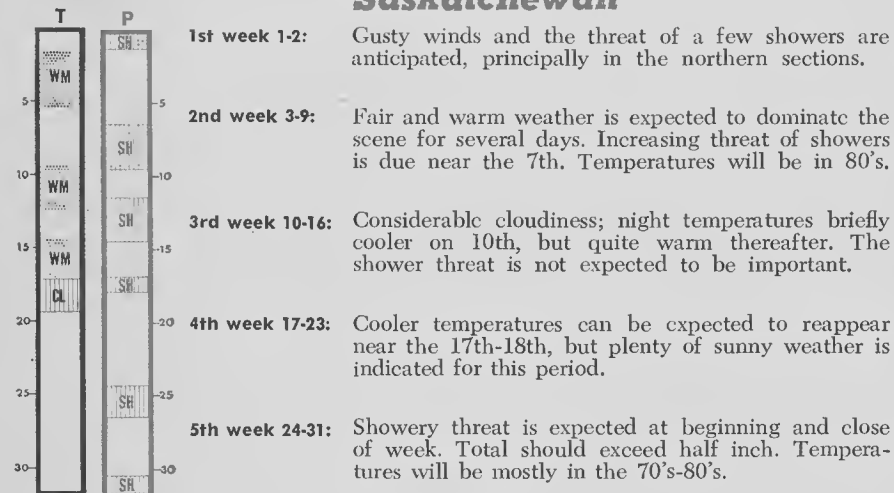 Saskatchewan
T P
SH
WM
5 5
SH
10 10
WM
SH
15 15
WM
SH
CL
20 20
25 25
SH
30 30
SH
1st week 1-2: Gusty winds and the threat of a few showers are
anticipated, principally in the northern sections.
2nd week 3-9: Fair and warm weather is expected to dominate the
scene for several days. Increasing threat of showers
is due near the 7th. Temperatures will be in 80's.
3rd week 10-16: Considerable cloudiness; night temperatures briefly
cooler on 10th, but quite warm thereafter. The
shower threat is not expected to be important.
4th week 17-23: Cooler temperatures can be expected to reappear
near the 17th-18th, but plenty of sunny weather is
indicated for this period.
5th week 24-31: Showery threat is expected at beginning and close
of week. Total should exceed half inch. Tempera-
tures will be mostly in the 70's-80's.